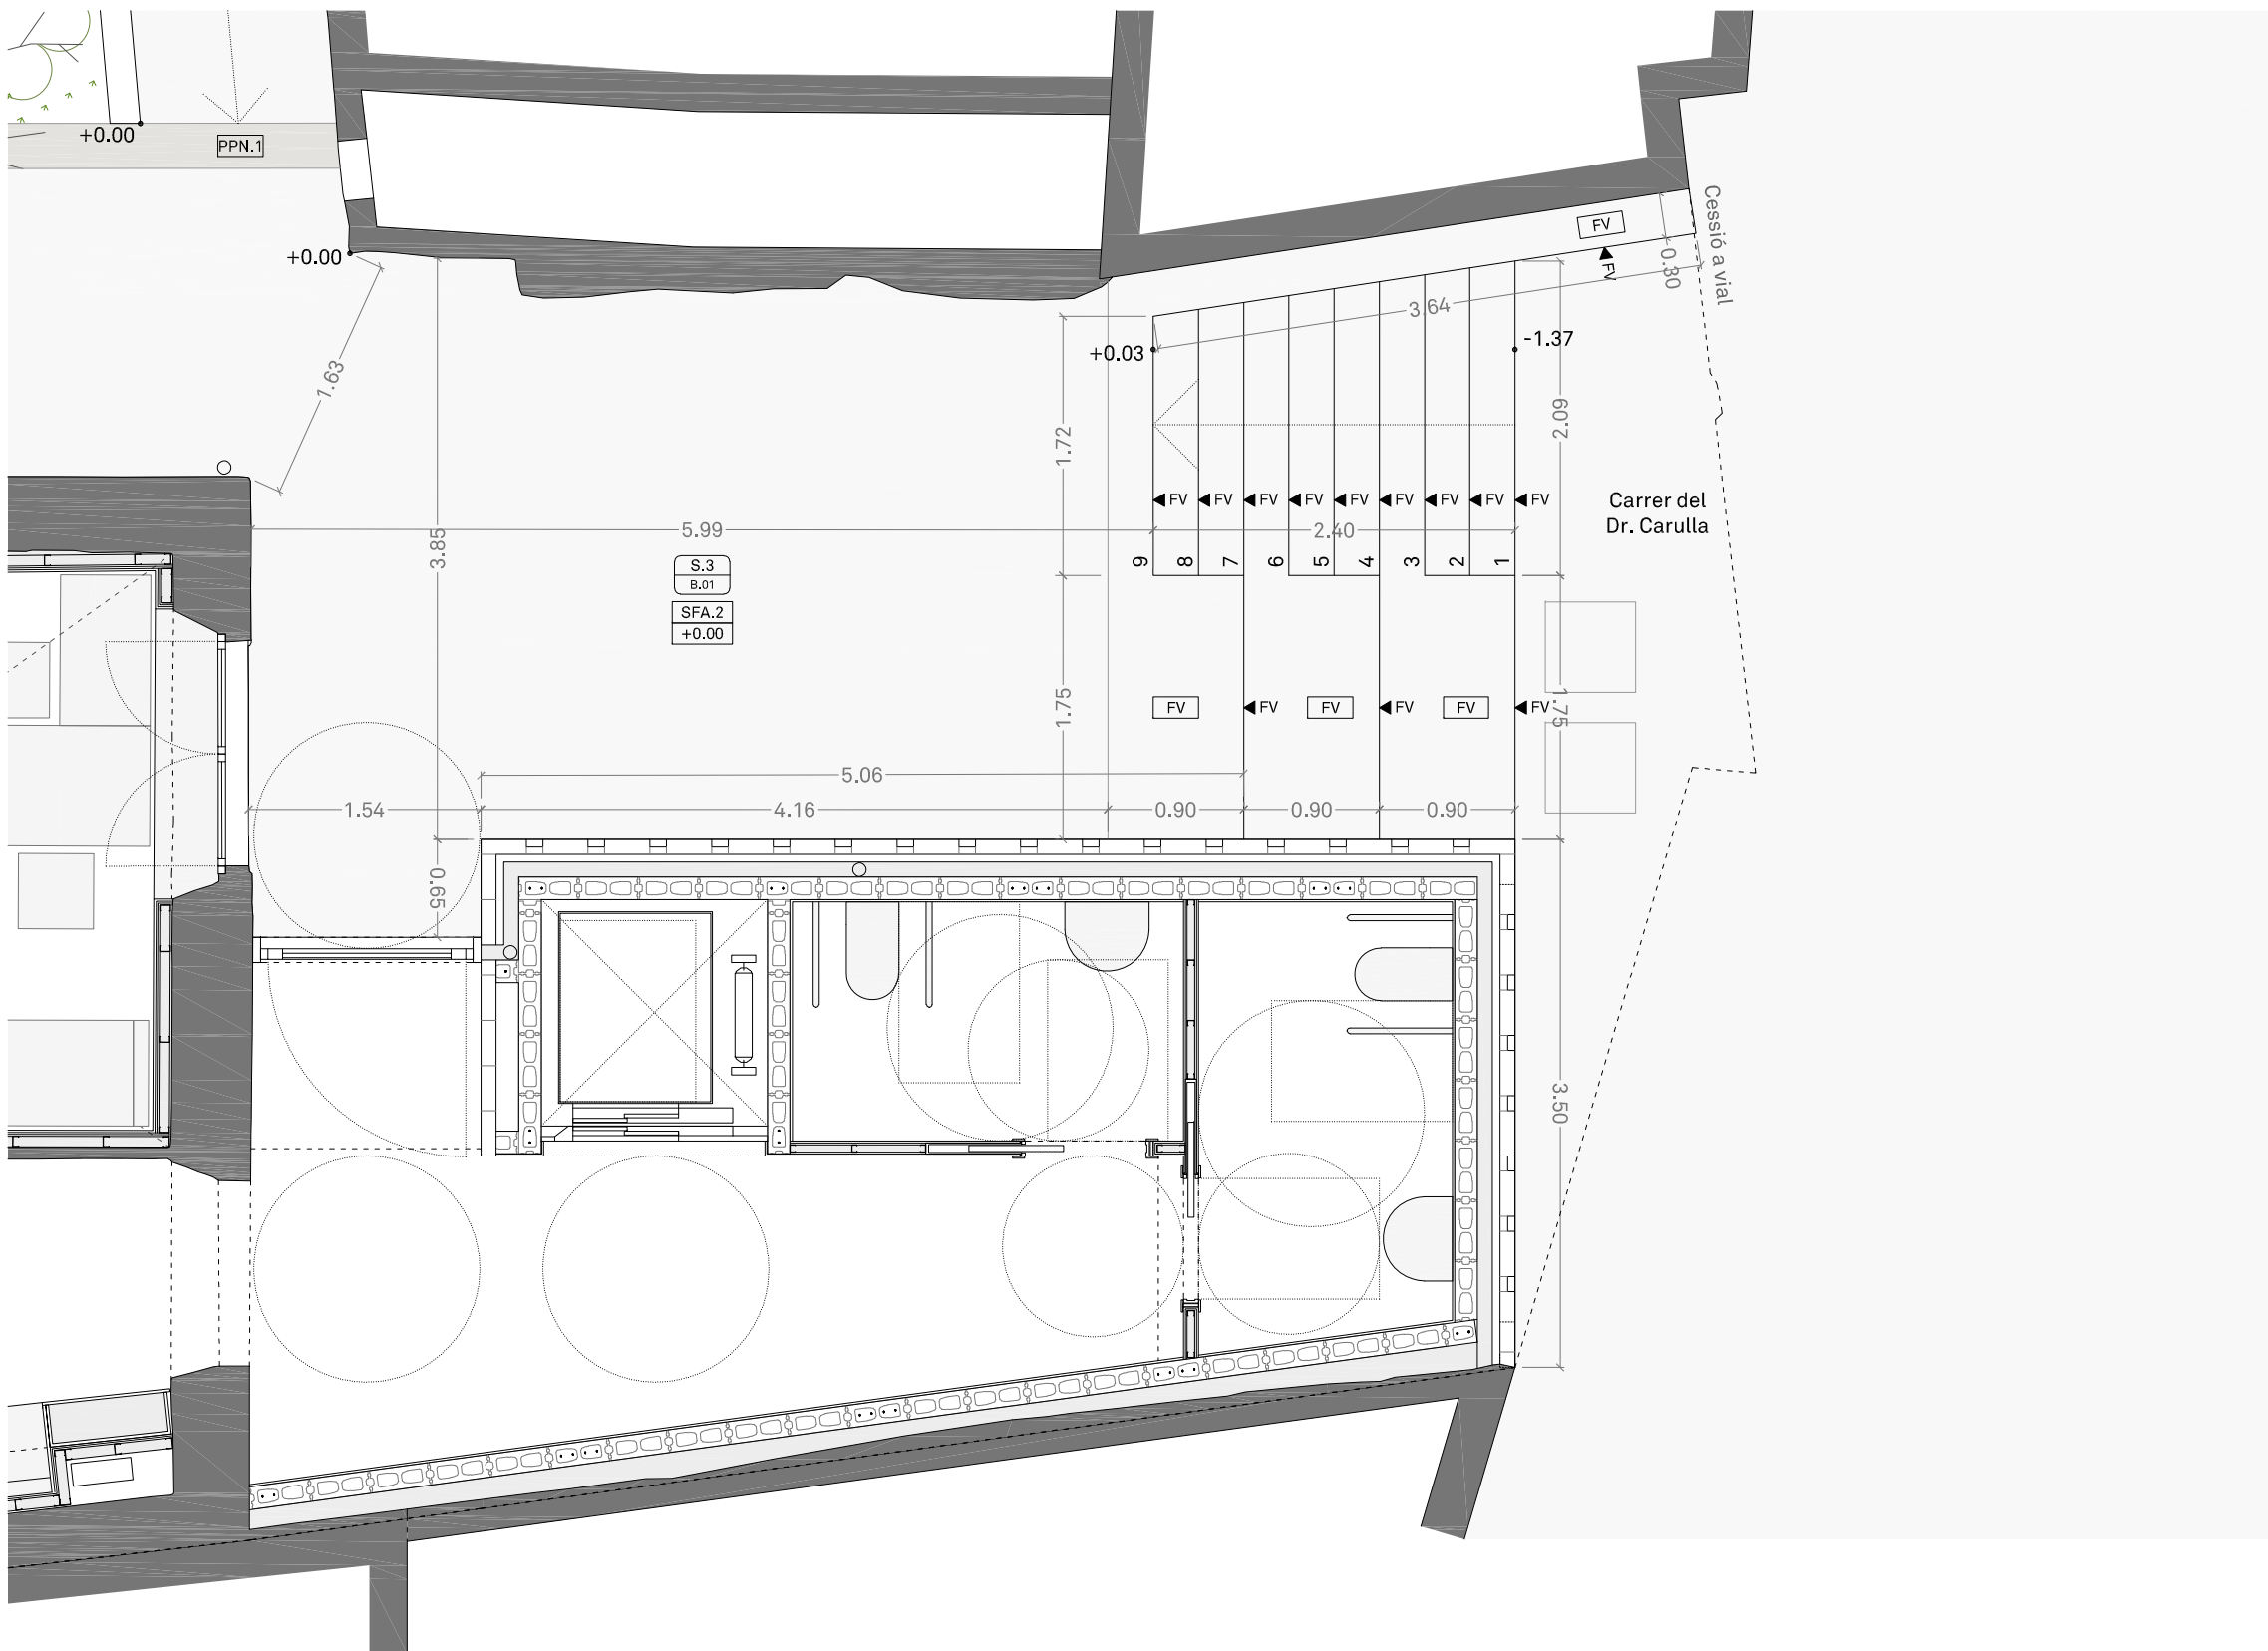 +0.00
PPN.1
+0.00
FV
FV
0.30
Cessió a vial
3.64
+0.03
-1.37
1.63
1.72
2.09
FV
FV
FV
FV
FV
FV
FV
FV
FV
Carrer del
Dr. Carulla
3.85
5.99
2.40
9
8
7
6
5
4
3
2
1
S.3
B.01
SFA.2
+0.00
1.75
FV
FV
FV
FV
FV
FV
1.75
5.06
1.54
4.16
0.90
0.90
0.90
0.65
3.50